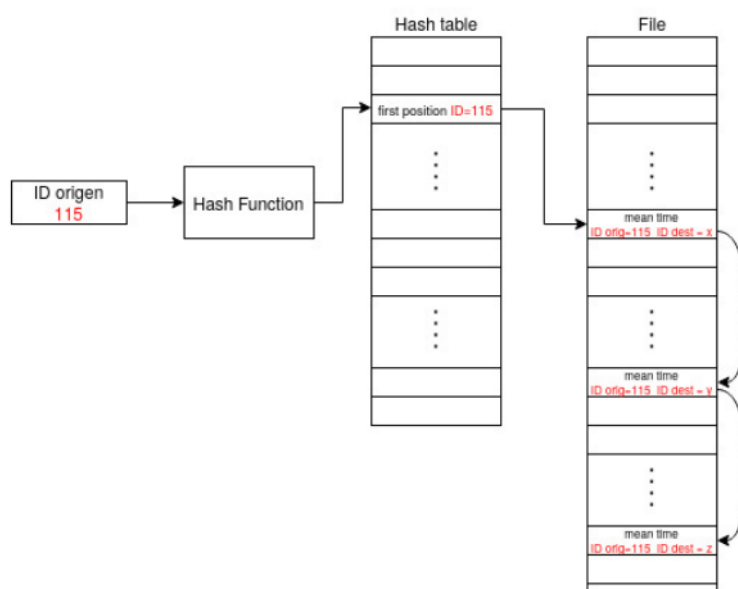 Hash table
File
first position ID=115
ID origen
115
Hash Function
mean time
ID orig=115 ID dest = x
mean time
ID orig=115 ID dest = y
mean time
ID orig=115 ID dest = z